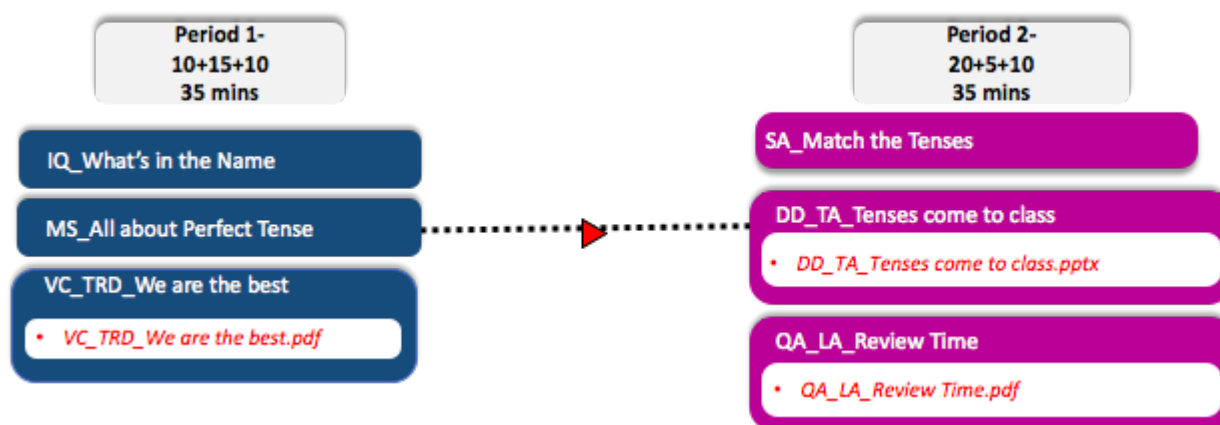 Period 1-
10+15+10
35 mins
IQ_What's in the Name
MS_All about Perfect Tense
VC_TRD_We are the best
• VC_TRD_We are the best.pdf
Period 2-
20+5+10
35 mins
SA_Match the Tenses
DD_TA_Tenses come to class
• DD_TA_Tenses come to class.pptx
QA_LA_Review Time
• QA_LA_Review Time.pdf